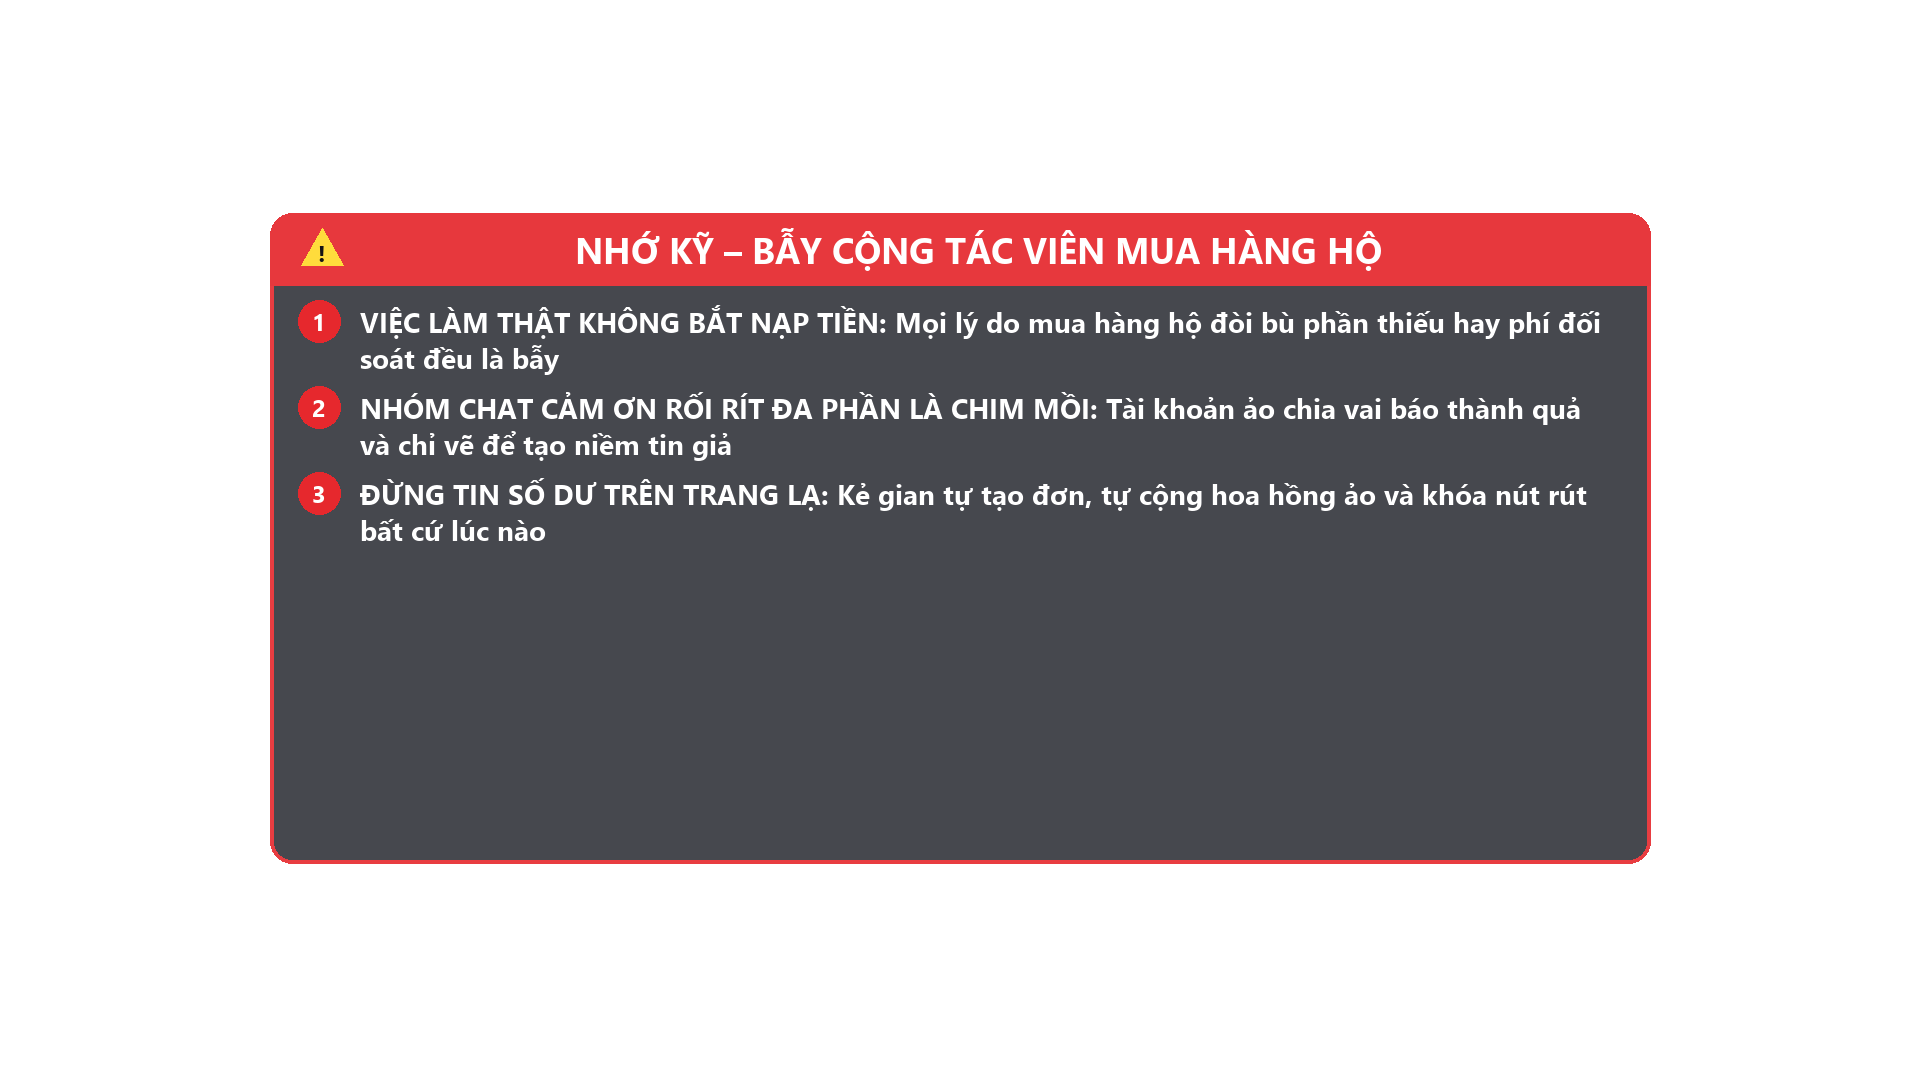 !
NHỚ KỸ – BẪY CỘNG TÁC VIÊN MUA HÀNG HỘ
1 VIỆC LÀM THẬT KHÔNG BẮT NẠP TIỀN: Mọi lý do mua hàng hộ đòi bù phần thiếu hay phí đối
soát đều là bẫy
2 NHÓM CHAT CẢM ƠN RỐI RÍT ĐA PHẦN LÀ CHIM MỒI: Tài khoản ảo chia vai báo thành quả
và chỉ vẽ để tạo niềm tin giả
3 ĐỪNG TIN SỐ DƯ TRÊN TRANG LẠ: Kẻ gian tự tạo đơn, tự cộng hoa hồng ảo và khóa nút rút
bất cứ lúc nào